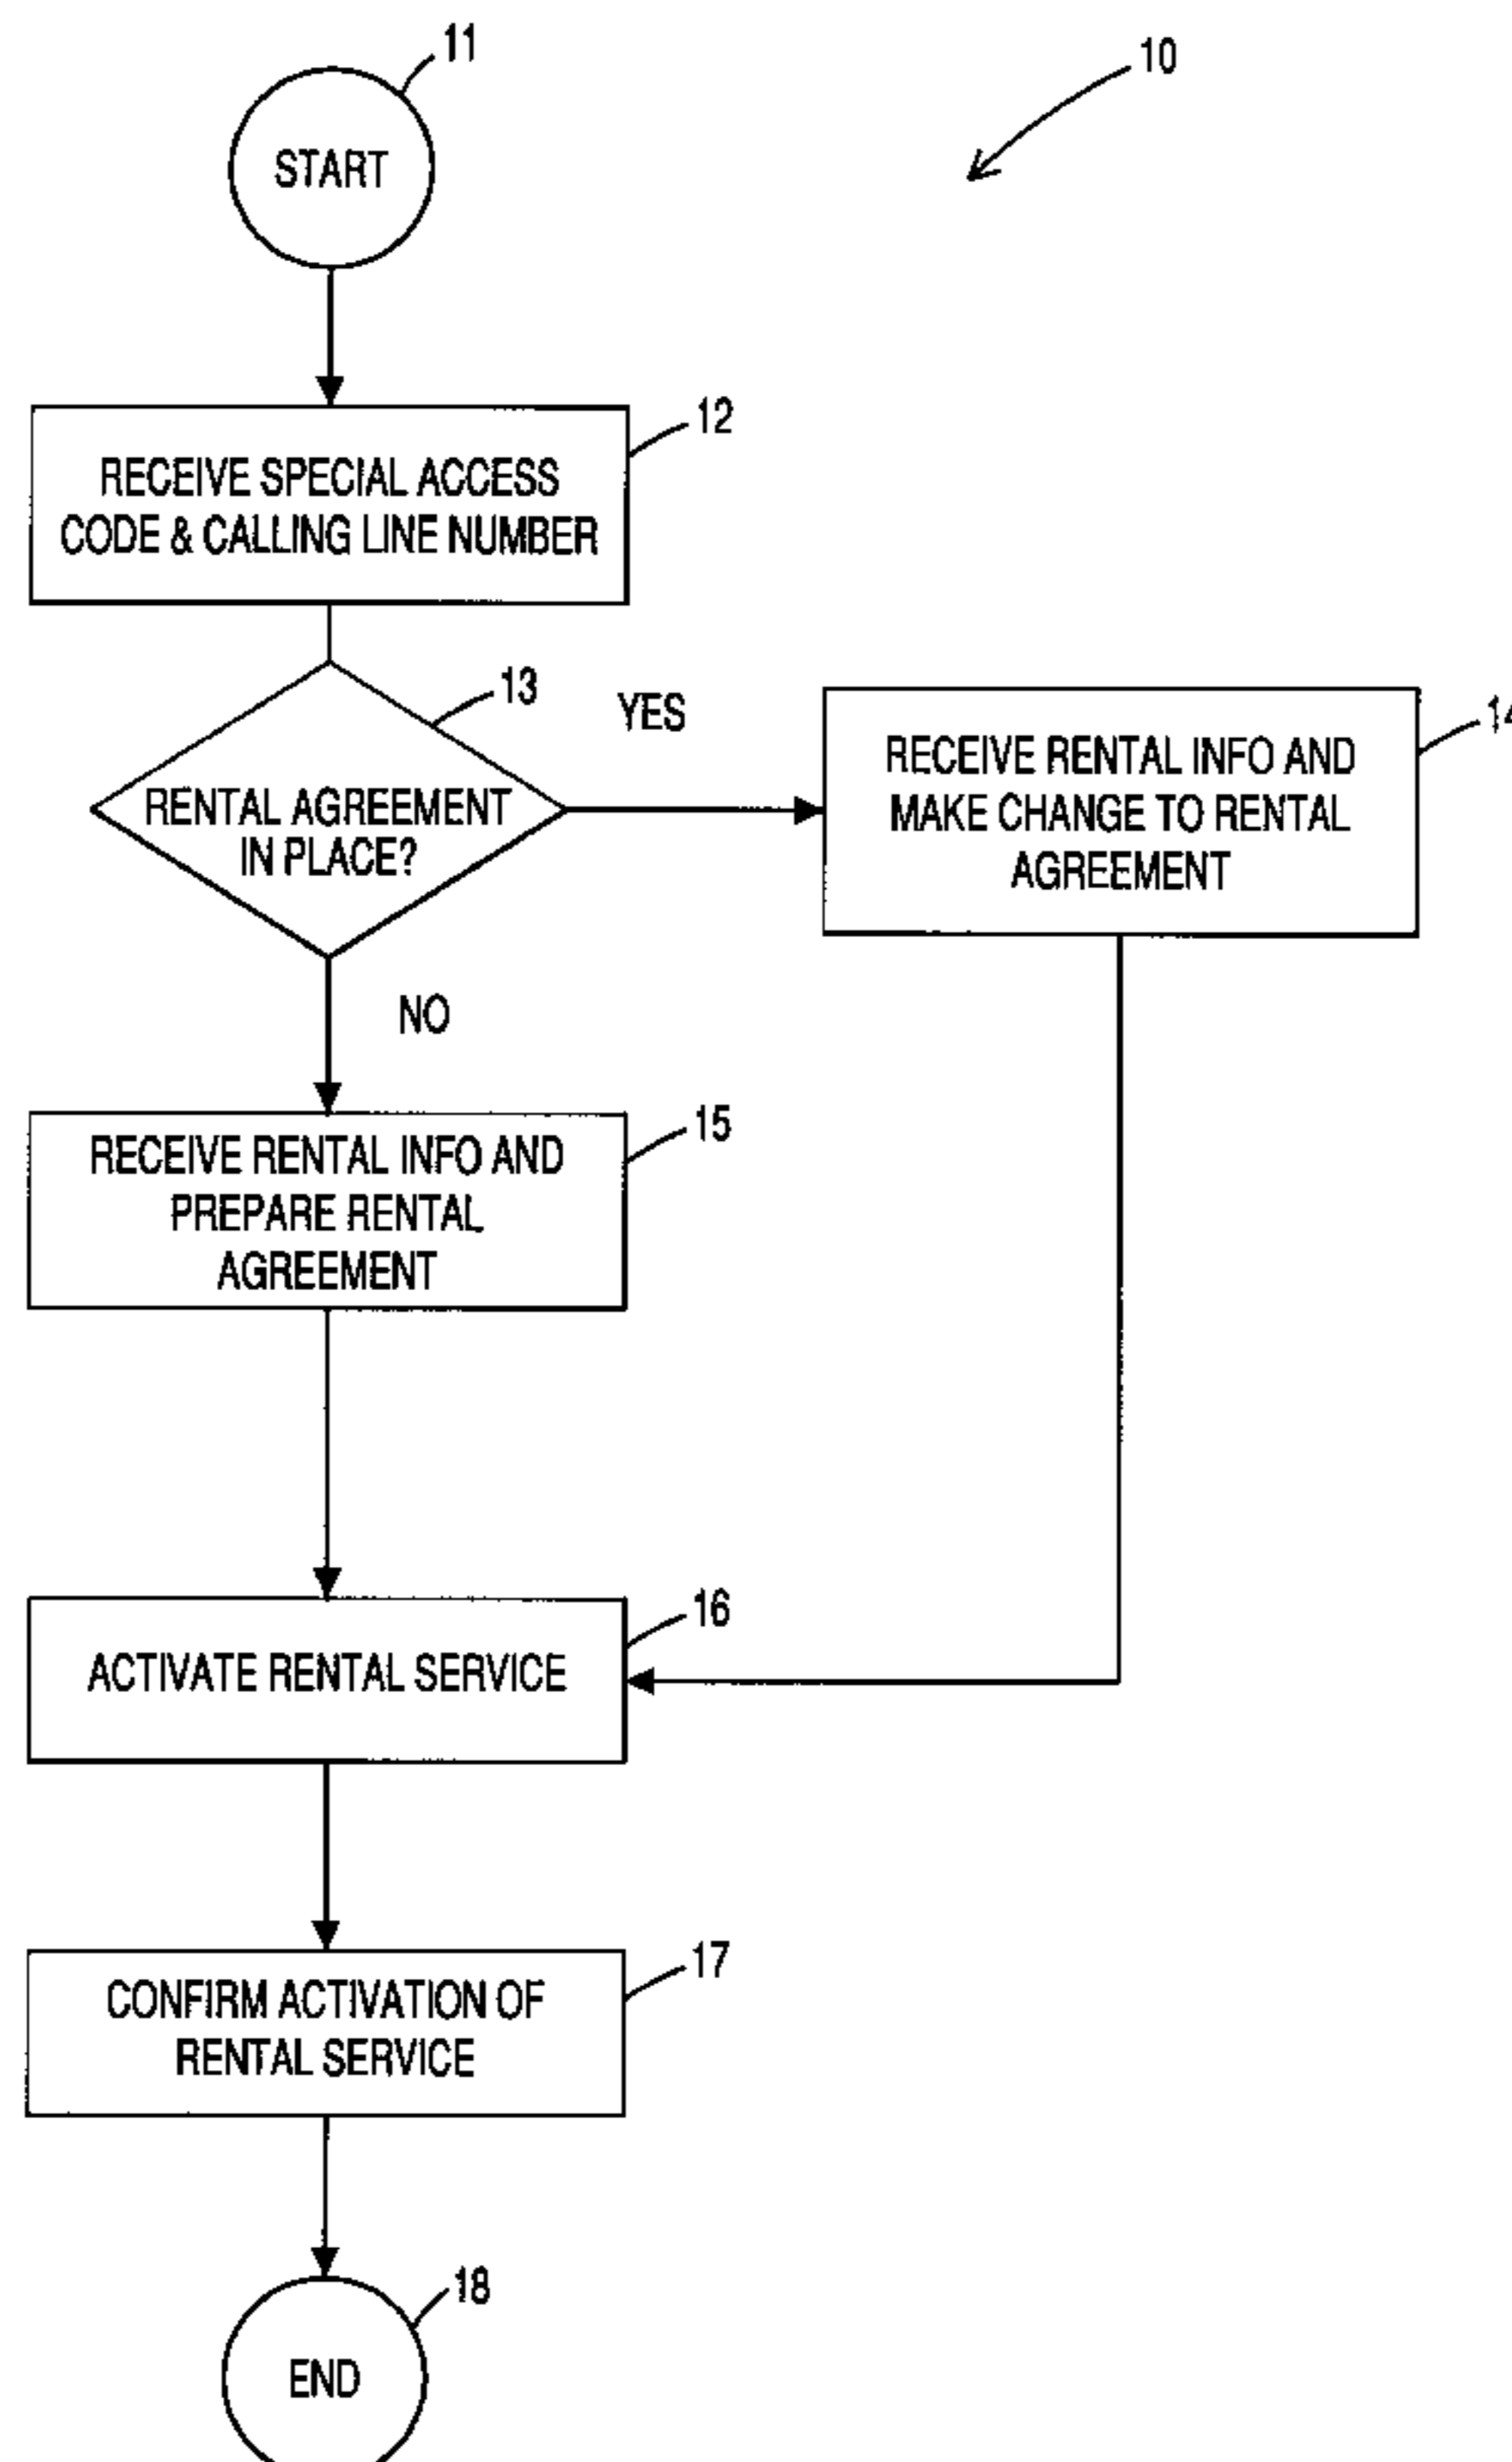 11
10
START
12
RECEIVE SPECIAL ACCESS
CODE & CALLING LINE NUMBER
13
YES
RENTAL AGREEMENT
IN PLACE?
14
RECEIVE RENTAL INFO AND
MAKE CHANGE TO RENTAL
AGREEMENT
NO
15
RECEIVE RENTAL INFO AND
PREPARE RENTAL
AGREEMENT
16
ACTIVATE RENTAL SERVICE
17
CONFIRM ACTIVATION OF
RENTAL SERVICE
18
END